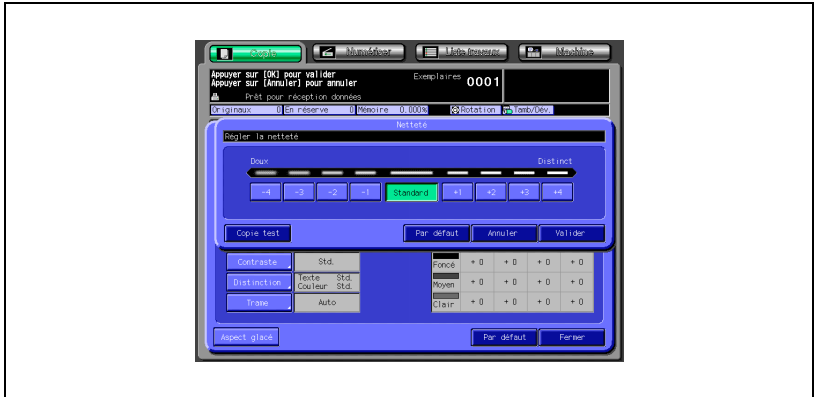 Copie Numériser Liste travaux Machine
Appuyer sur [OK] pour valider
Appuyer sur [Annuler] pour annuler
Exemplaires 0001
Prêt pour réception données
Originaux 0 En réserve 0 Mémoire 0.000% Rotation Tamb/Dév.
Netteté
Régler la netteté
Doux Distinct
-4 -3 -2 -1 Standard +1 +2 +3 +4
Copie test Par défaut Annuler Valider
Contraste Std. Foncé + 0 + 0 + 0 + 0
Distinction Texte Std. Couleur Std. Moyen + 0 + 0 + 0 + 0
Trame Auto Clair + 0 + 0 + 0 + 0
Aspect glacé Par défaut Fermer